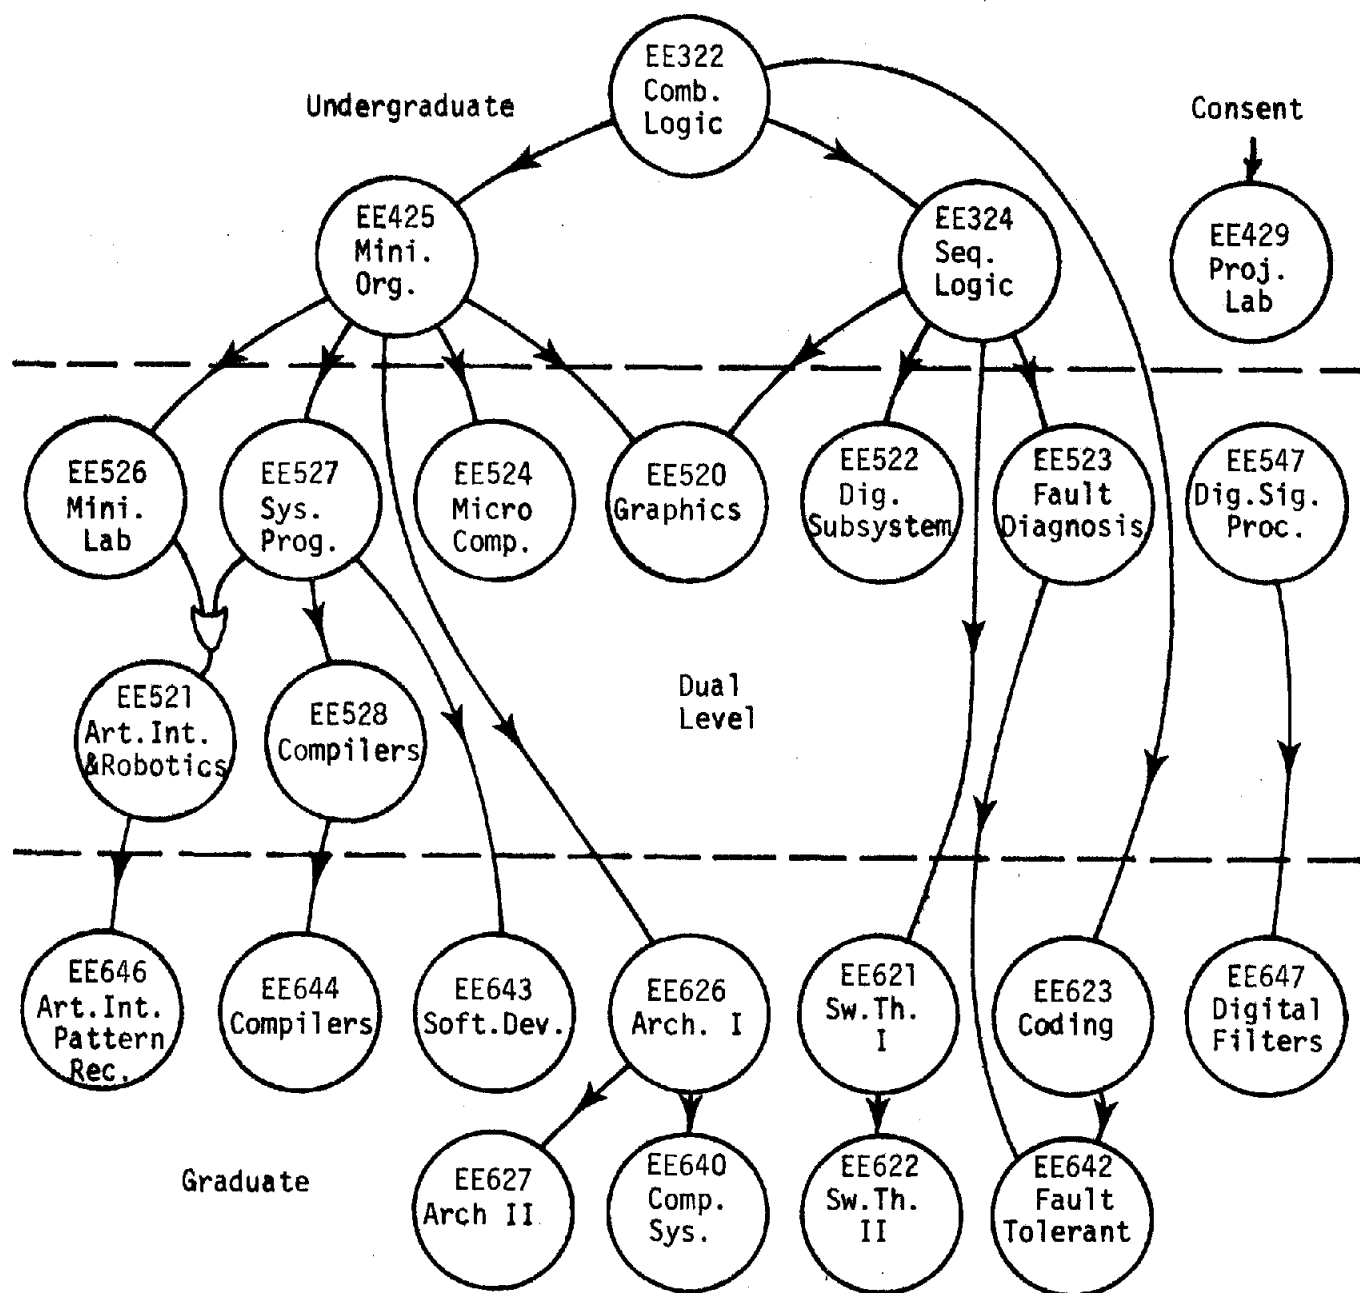 EE322
Comb.
Logic
Undergraduate
Consent
EE425
Mini.
Org.
EE324
Seq.
Logic
EE429
Proj.
Lab
EE526
Mini.
Lab
EE527
Sys.
Prog.
EE524
Micro
Comp.
EE520
Graphics
EE522
Dig.
Subsystem
EE523
Fault
Diagnosis
EE547
Dig.Sig.
Proc.
EE521
Art.Int.
&Robotics
EE528
Compilers
Dual
Level
EE646
Art.Int.
Pattern
Rec.
EE644
Compilers
EE643
Soft.Dev.
EE626
Arch. I
EE621
Sw.Th.
I
EE623
Coding
EE647
Digital
Filters
Graduate
EE627
Arch II
EE640
Comp.
Sys.
EE622
Sw.Th.
II
EE642
Fault
Tolerant